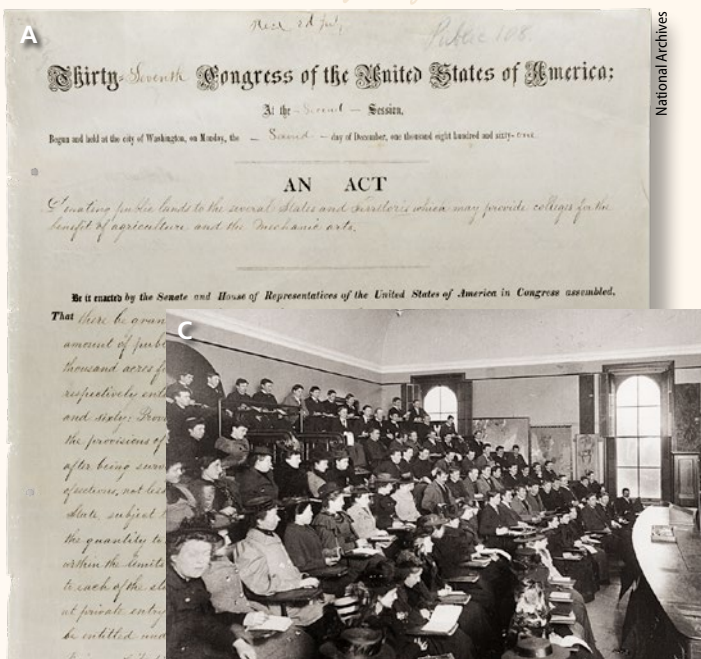 A
Public 108.
Thirty-Seventh Congress of the United States of America;
At the Second Session,
Begun and held at the city of Washington, on Monday, the Second day of December, one thousand eight hundred and sixty-one.
AN ACT
Donating public lands to the several States and Territories which may provide colleges for the
benefit of agriculture and the Mechanic arts.
Be it enacted by the Senate and House of Representatives of the United States of America in Congress assembled,
That there be gran
amount of publ
thousand acres f
respectively enti
and sixty: Prov
the provisions of
after being surv
of sections, not less
State, subject t
the quantity to
within the limits
to each of the st
at private entry
be entitled und
C
National Archives